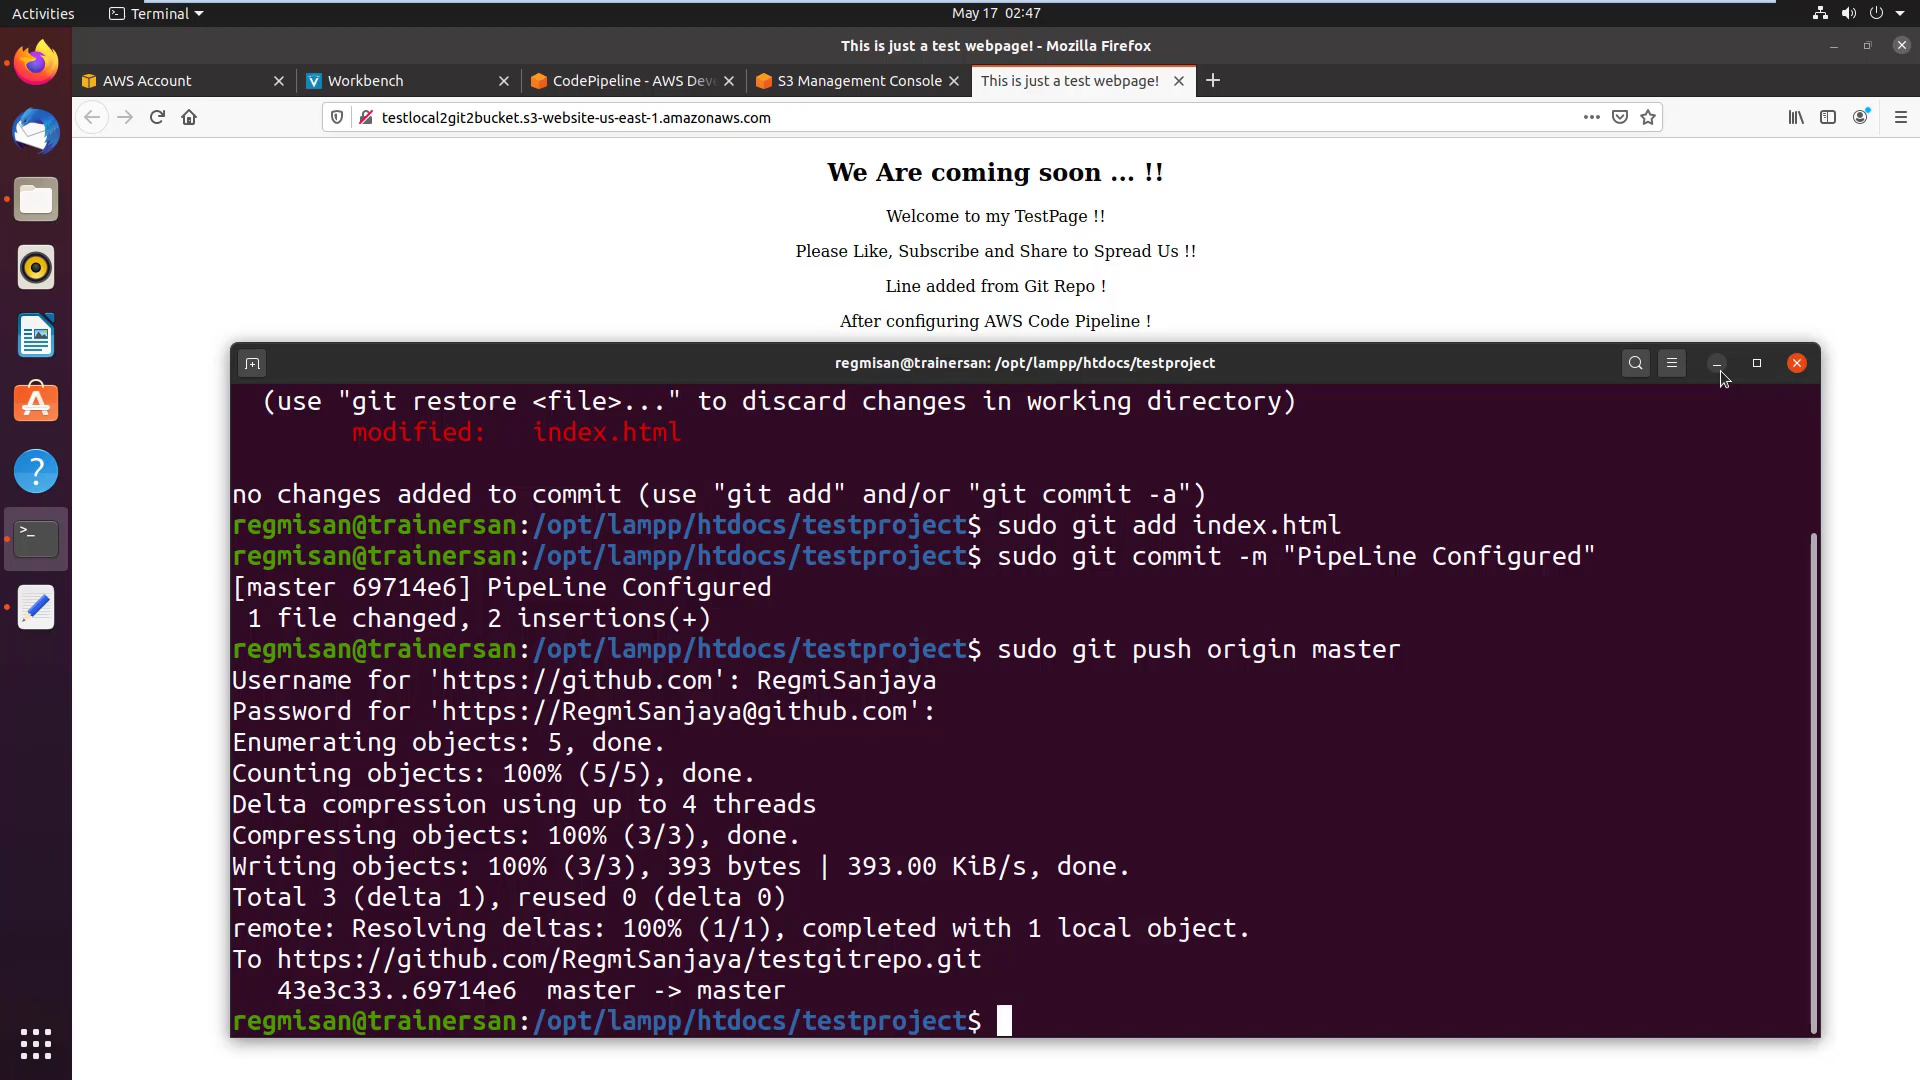 Activities
Terminal
May 17 02:47
This is just a test webpage! - Mozilla Firefox
AWS Account
Workbench
CodePipeline - AWS Dev
S3 Management Console
This is just a test webpage!
testlocal2git2bucket.s3-website-us-east-1.amazonaws.com
We Are coming soon ... !!
Welcome to my TestPage !!
Please Like, Subscribe and Share to Spread Us !!
Line added from Git Repo !
After configuring AWS Code Pipeline !
regmisan@trainersan: /opt/lampp/htdocs/testproject
(use "git restore <file>..." to discard changes in working directory)
modified:   index.html
no changes added to commit (use "git add" and/or "git commit -a")
regmisan@trainersan:/opt/lampp/htdocs/testproject$ sudo git add index.html
regmisan@trainersan:/opt/lampp/htdocs/testproject$ sudo git commit -m "PipeLine Configured"
[master 69714e6] PipeLine Configured
1 file changed, 2 insertions(+)
regmisan@trainersan:/opt/lampp/htdocs/testproject$ sudo git push origin master
Username for 'https://github.com': RegmiSanjaya
Password for 'https://RegmiSanjaya@github.com':
Enumerating objects: 5, done.
Counting objects: 100% (5/5), done.
Delta compression using up to 4 threads
Compressing objects: 100% (3/3), done.
Writing objects: 100% (3/3), 393 bytes | 393.00 KiB/s, done.
Total 3 (delta 1), reused 0 (delta 0)
remote: Resolving deltas: 100% (1/1), completed with 1 local object.
To https://github.com/RegmiSanjaya/testgitrepo.git
43e3c33..69714e6  master -> master
regmisan@trainersan:/opt/lampp/htdocs/testproject$